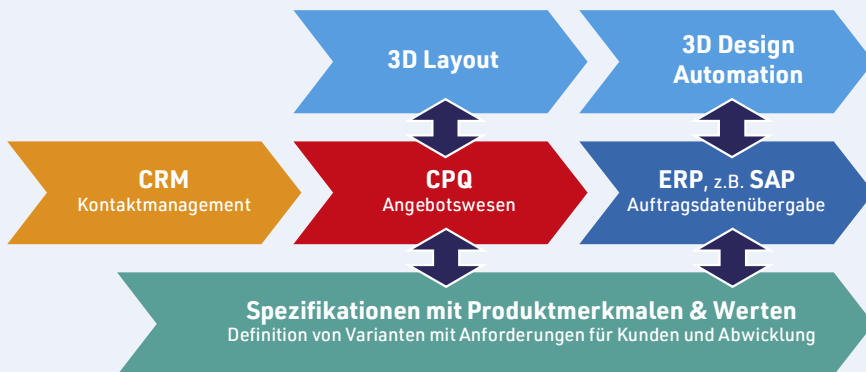 3D Layout
3D Design
Automation
CRM
Kontaktmanagement
CPQ
Angebotswesen
ERP, z.B. SAP
Auftragsdatenübergabe
Spezifikationen mit Produktmerkmalen & Werten
Definition von Varianten mit Anforderungen für Kunden und Abwicklung